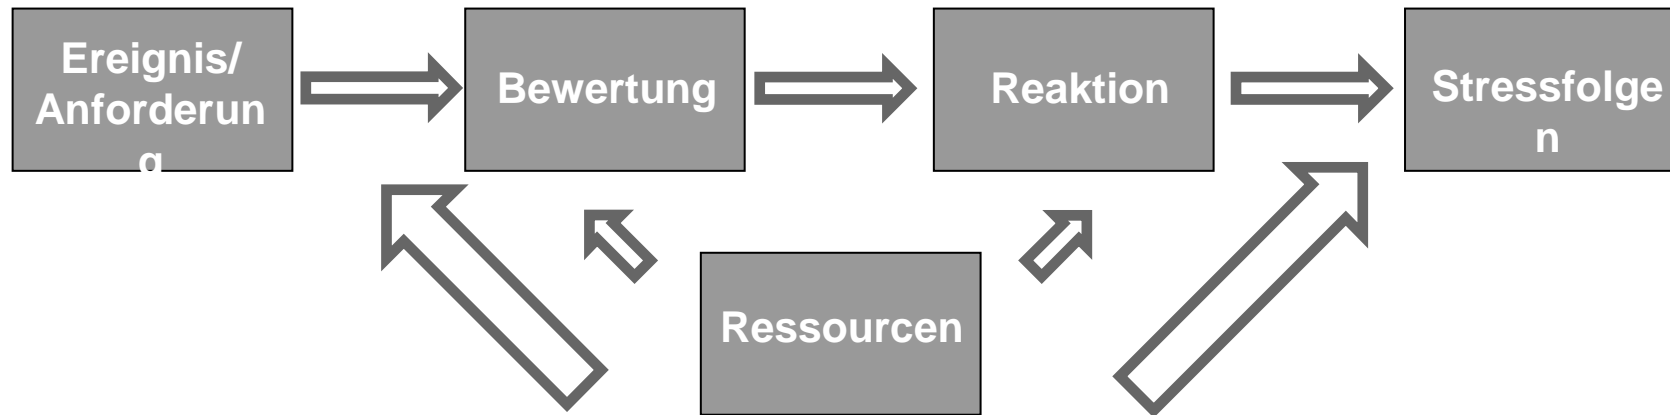 Ereignis/
Anforderun
g
Bewertung
Reaktion
Stressfolge
n
Ressourcen